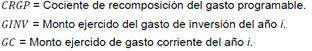 CRGP = Cociente de recomposición del gasto programable.
GINV = Monto ejercido del gasto de inversión del año i.
GC = Monto ejercido de gasto corriente del año i.